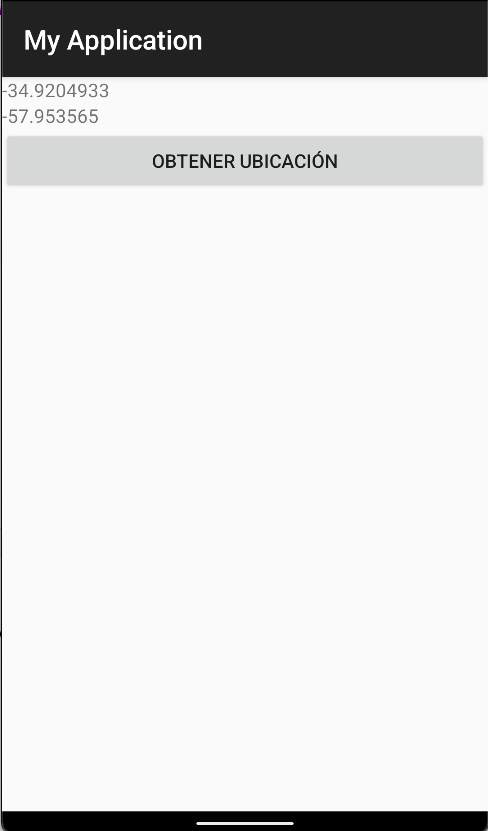 My Application
-34.9204933
-57.953565
OBTENER UBICACIÓN